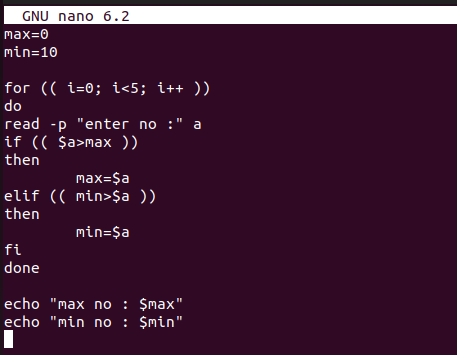 GNU nano 6.2
max=0
min=10
for (( i=0; i<5; i++ ))
do
read -p "enter no :" a
if (( $a>max ))
then
max=$a
elif (( min>$a ))
then
min=$a
fi
done
echo "max no : $max"
echo "min no : $min"